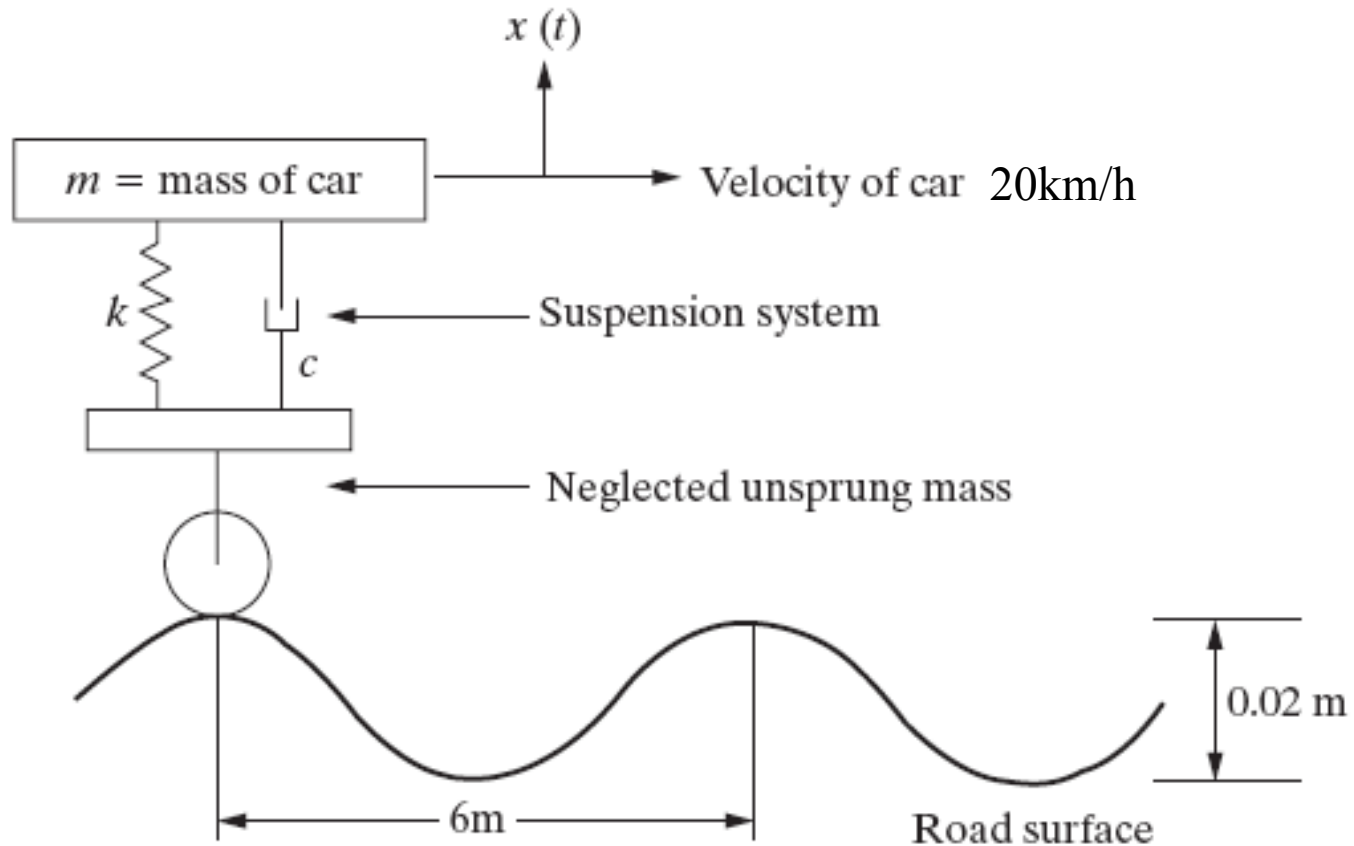 x (t)
m = mass of car
Velocity of car 20km/h
k
Suspension system
c
Neglected unsprung mass
0.02 m
6m
Road surface